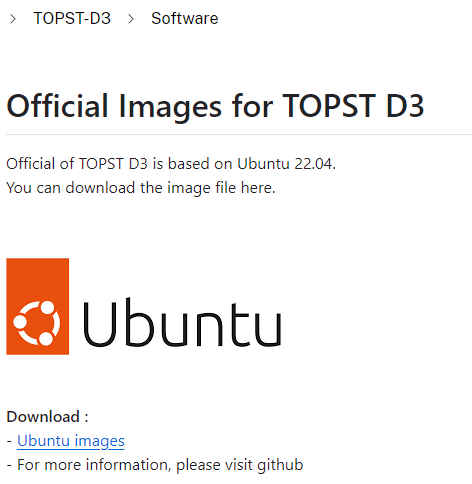 > TOPST-D3 > Software
Official Images for TOPST D3
Official of TOPST D3 is based on Ubuntu 22.04.
You can download the image file here.
Ubuntu
Download :
- Ubuntu images
- For more information, please visit github